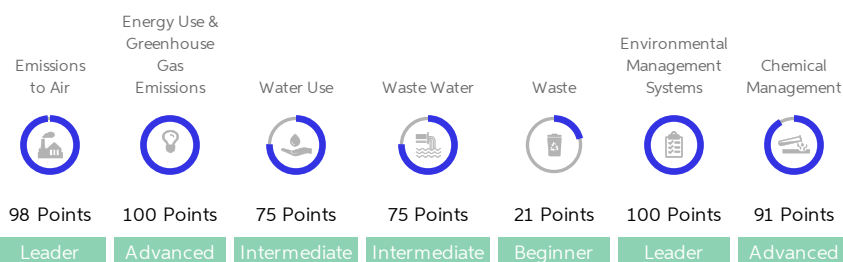 Emissions
to Air
Energy Use &
Greenhouse
Gas
Emissions
Water Use
Waste Water
Waste
Environmental
Management
Systems
Chemical
Management
98 Points
100 Points
75 Points
75 Points
21 Points
100 Points
91 Points
Leader
Advanced
Intermediate
Intermediate
Beginner
Leader
Advanced